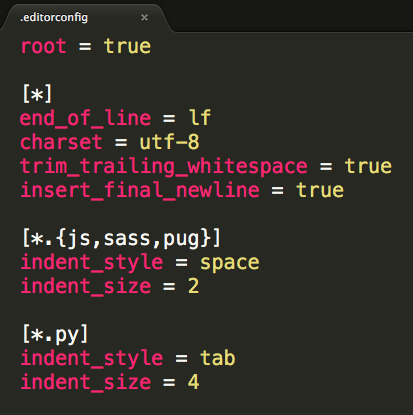 .editorconfig ×
root = true
[*]
end_of_line = lf
charset = utf-8
trim_trailing_whitespace = true
insert_final_newline = true
[*.{js,sass,pug}]
indent_style = space
indent_size = 2
[*.py]
indent_style = tab
indent_size = 4